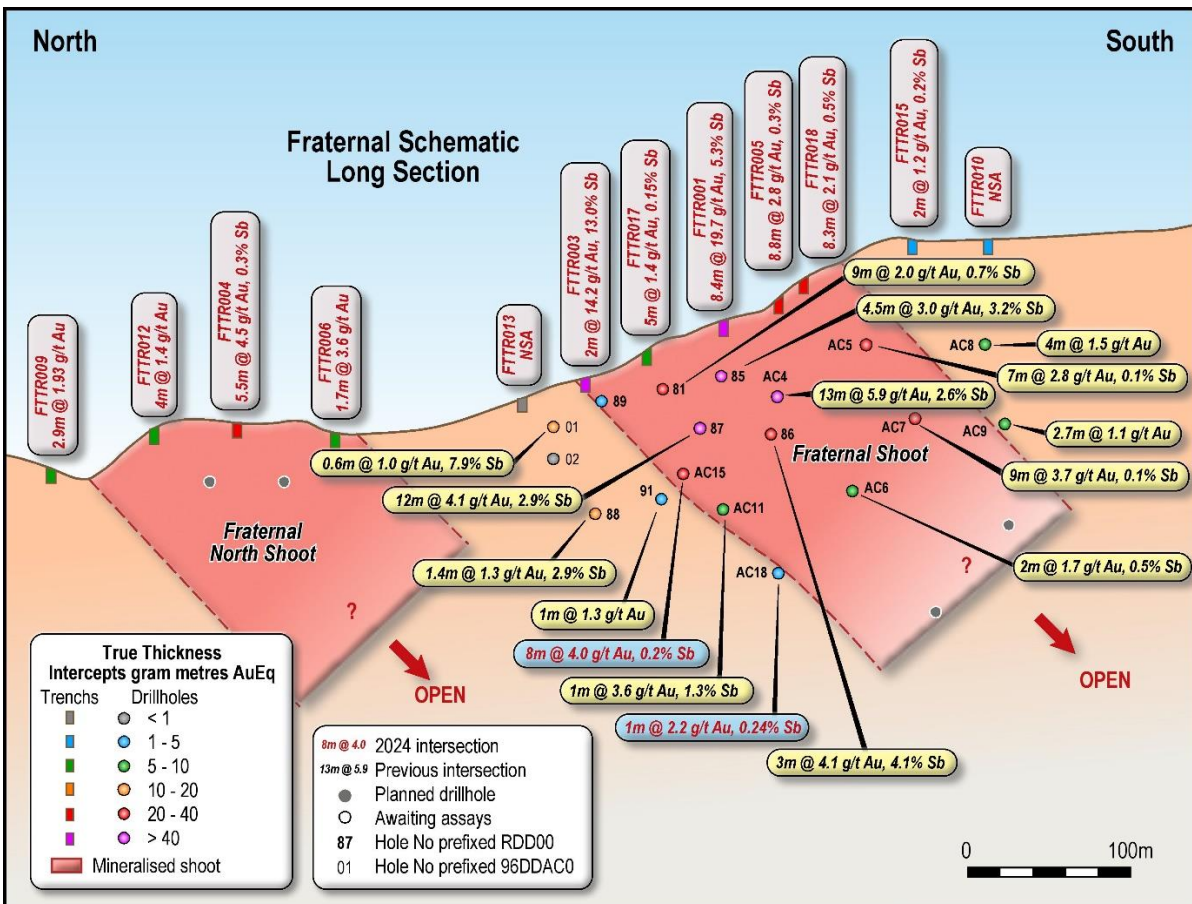 North
South
Fraternal Schematic
Long Section
FTTR009
2.9m @ 1.93 g/t Au
FTTR012
4m @ 1.4 g/t Au
FTTR004
5.5m @ 4.5 g/t Au, 0.3% Sb
FTTR006
1.7m @ 3.6 g/t Au
FTTR013
NSA
FTTR003
2m @ 14.2 g/t Au, 13.0% Sb
FTTR017
5m @ 1.4 g/t Au, 0.15% Sb
FTTR001
8.4m @ 19.7 g/t Au, 5.3% Sb
FTTR005
8.8m @ 2.8 g/t Au, 0.3% Sb
FTTR018
8.3m @ 2.1 g/t Au, 0.5% Sb
FTTR015
2m @ 1.2 g/t Au, 0.2% Sb
FTTR010
NSA
9m @ 2.0 g/t Au, 0.7% Sb
4.5m @ 3.0 g/t Au, 3.2% Sb
AC5
AC8
4m @ 1.5 g/t Au
7m @ 2.8 g/t Au, 0.1% Sb
81
85
AC4
89
13m @ 5.9 g/t Au, 2.6% Sb
01
87
86
AC7
AC9
2.7m @ 1.1 g/t Au
Fraternal Shoot
02
0.6m @ 1.0 g/t Au, 7.9% Sb
9m @ 3.7 g/t Au, 0.1% Sb
12m @ 4.1 g/t Au, 2.9% Sb
AC15
91
AC6
88
AC11
Fraternal
North Shoot
1.4m @ 1.3 g/t Au, 2.9% Sb
AC18
?
2m @ 1.7 g/t Au, 0.5% Sb
1m @ 1.3 g/t Au
?
8m @ 4.0 g/t Au, 0.2% Sb
1m @ 3.6 g/t Au, 1.3% Sb
OPEN
OPEN
1m @ 2.2 g/t Au, 0.24% Sb
3m @ 4.1 g/t Au, 4.1% Sb
True Thickness
Intercepts gram metres AuEq
Trenchs Drillholes
< 1
1 - 5
5 - 10
10 - 20
20 - 40
> 40
Mineralised shoot
8m @ 4.0 2024 intersection
13m @ 5.9 Previous intersection
Planned drillhole
Awaiting assays
87 Hole No prefixed RDD00
01 Hole No prefixed 96DDAC0
0 100m